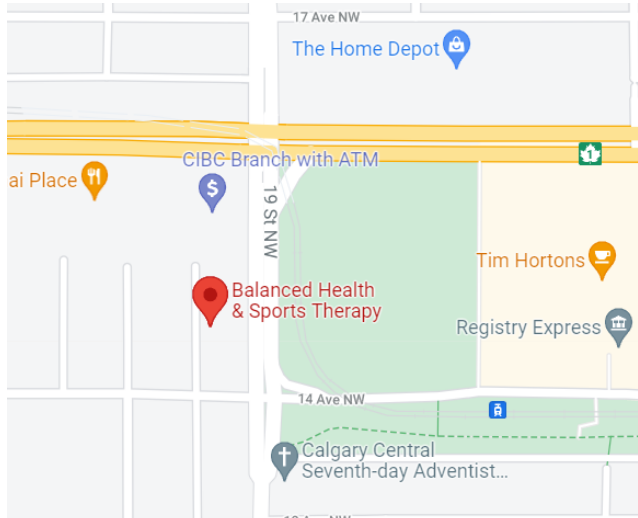 17 Ave NW
The Home Depot
1
CIBC Branch with ATM
ai Place
$
19 St NW
Tim Hortons
Balanced Health
& Sports Therapy
Registry Express
14 Ave NW
Calgary Central
Seventh-day Adventist...